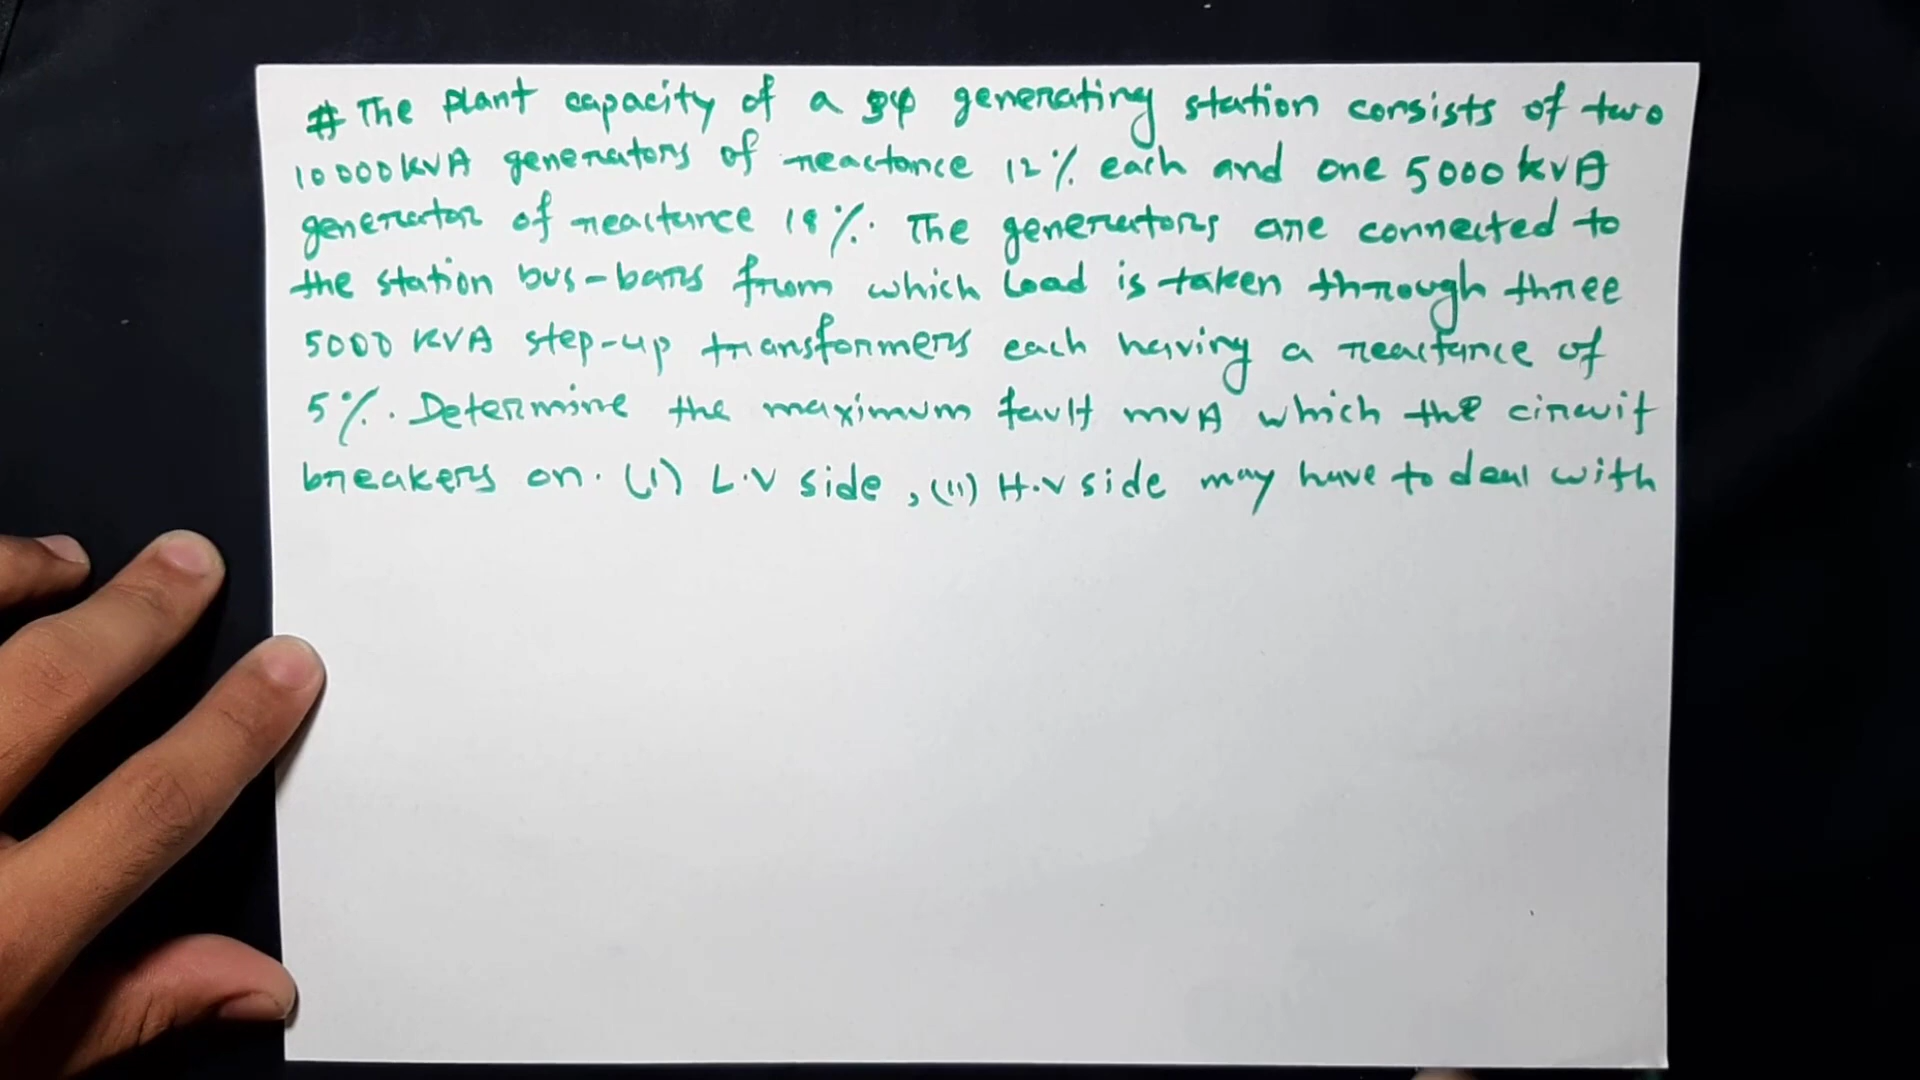 # The plant capacity of a 3φ generating station consists of two
10000 kVA generators of reactance 12% each and one 5000 kVA
generator of reactance 18%. The generators are connected to
the station bus-bars from which load is taken through three
5000 KVA step-up transformers each having a reactance of
5%. Determine the maximum fault MVA which the circuit
breakers on. (i) L.V side, (ii) H.V side may have to deal with